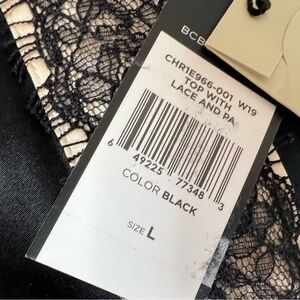 BCB
CHR1E966-001 W19
TOP WITH
LACE AND PA
6 49225 77348 3
COLOR BLACK
SIZE L